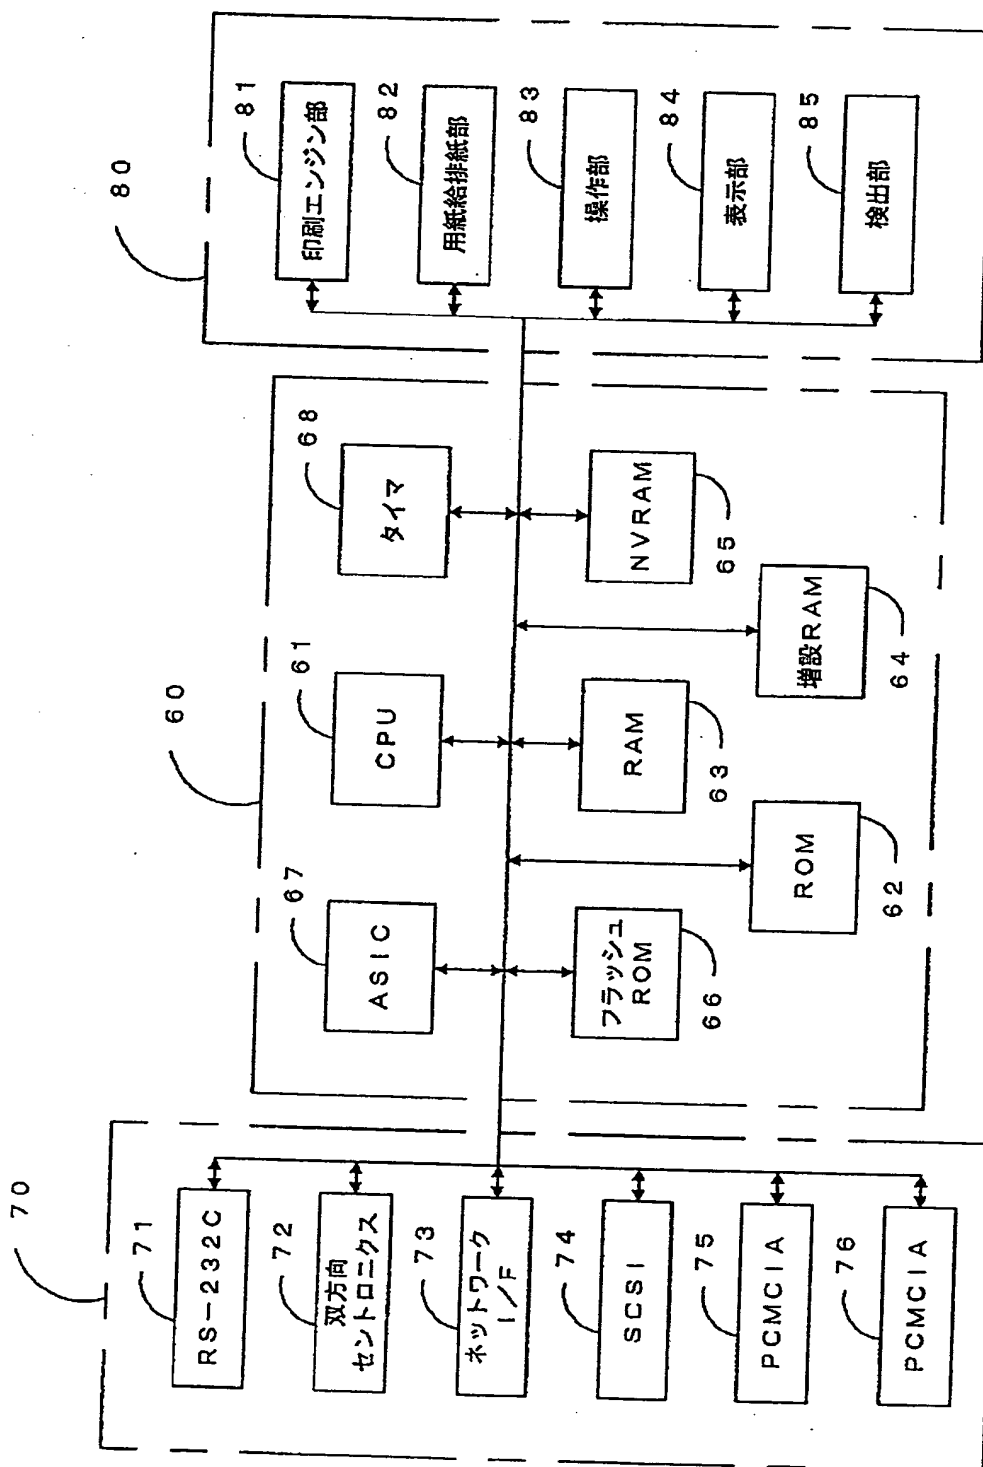 70
71
RS-232C
72
双方向
セントロニクス
73
ネットワーク
I/F
74
SCSI
75
PCMCIA
76
PCMCIA
60
67
ASIC
61
CPU
68
タイマ
フラッシュ
ROM
66
ROM
62
RAM
63
増設RAM
64
NVRAM
65
80
81
印刷エンジン部
82
用紙給排紙部
83
操作部
84
表示部
85
検出部